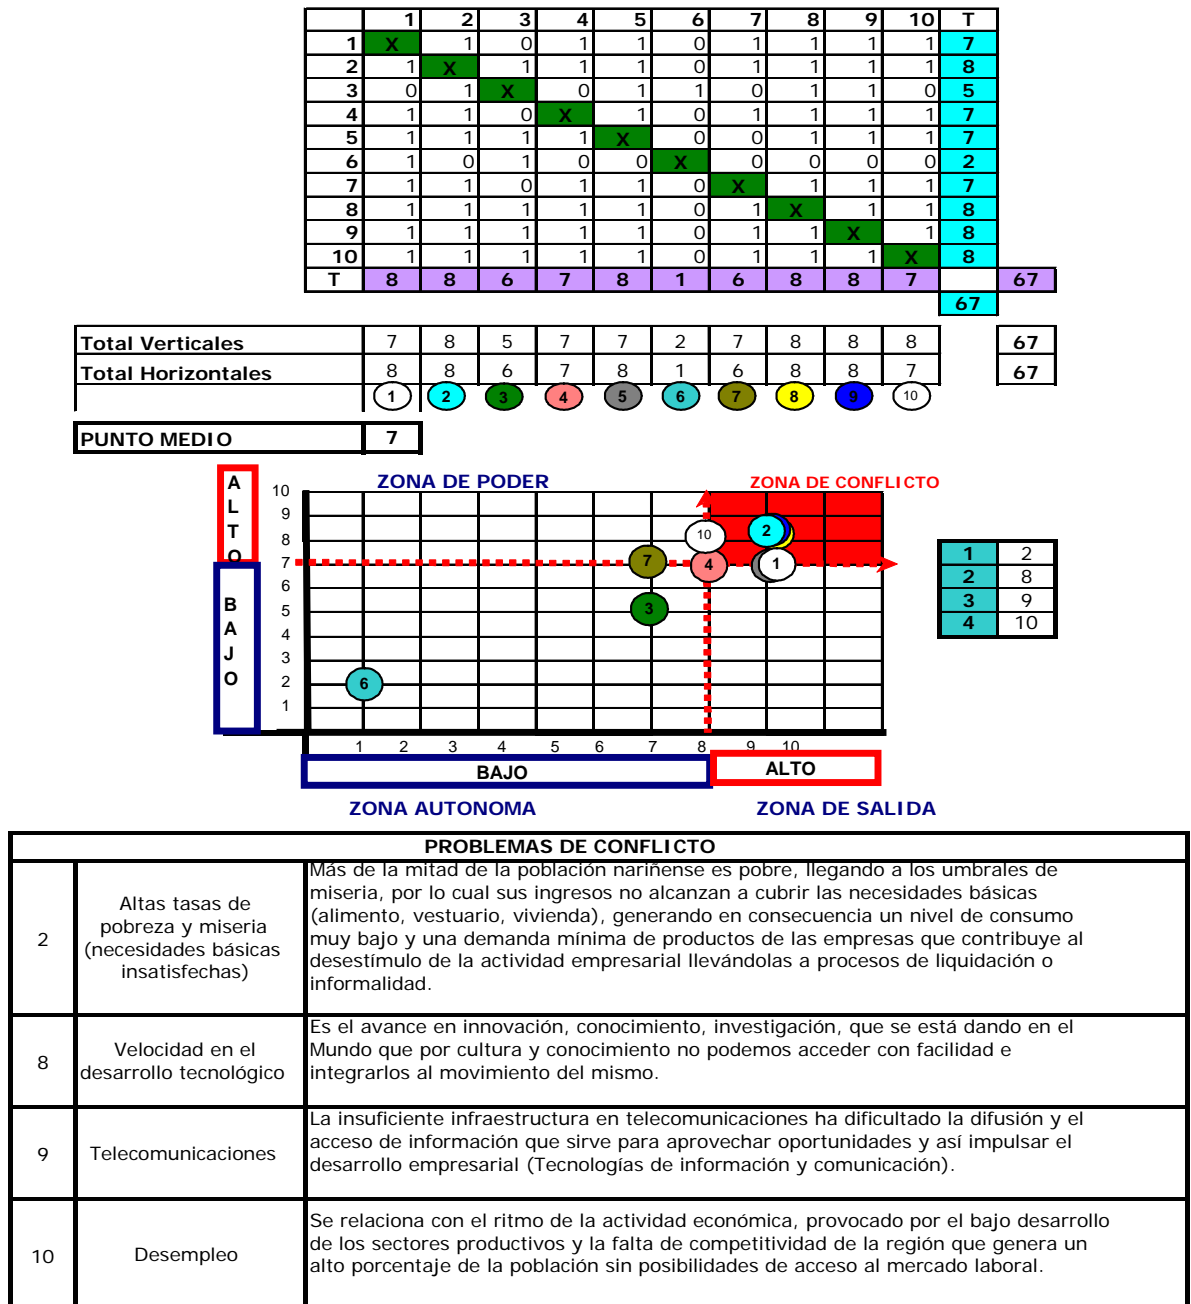 1 2 3 4 5 6 7 8 9 10 T
1 X 1 0 1 1 0 1 1 1 1 7
2 1 X 1 1 1 0 1 1 1 1 8
3 0 1 X 0 1 1 0 1 1 0 5
4 1 1 0 X 1 0 1 1 1 1 7
5 1 1 1 1 X 0 0 1 1 1 7
6 1 0 1 0 0 X 0 0 0 0 2
7 1 1 0 1 1 0 X 1 1 1 7
8 1 1 1 1 1 0 1 X 1 1 8
9 1 1 1 1 1 0 1 1 X 1 8
10 1 1 1 1 1 0 1 1 1 X 8
T 8 8 6 7 8 1 6 8 8 7 67
67
Total Verticales 7 8 5 7 7 2 7 8 8 8 67
Total Horizontales 8 8 6 7 8 1 6 8 8 7 67
1 2 3 4 5 6 7 8 9 10
PUNTO MEDIO 7
ALTO
BAJO
ZONA DE PODER
ZONA DE CONFLICTO
10
9
8
7
6
5
4
3
2
1
10
2
7
4
1
3
6
1 2
2 8
3 9
4 10
1 2 3 4 5 6 7 8 9 10
BAJO
ALTO
ZONA AUTONOMA
ZONA DE SALIDA
PROBLEMAS DE CONFLICTO
2
Altas tasas de
pobreza y miseria
(necesidades básicas
insatisfechas)
Más de la mitad de la población nariñense es pobre, llegando a los umbrales de
miseria, por lo cual sus ingresos no alcanzan a cubrir las necesidades básicas
(alimento, vestuario, vivienda), generando en consecuencia un nivel de consumo
muy bajo y una demanda mínima de productos de las empresas que contribuye al
desestímulo de la actividad empresarial llevándolas a procesos de liquidación o
informalidad.
8
Velocidad en el
desarrollo tecnológico
Es el avance en innovación, conocimiento, investigación, que se está dando en el
Mundo que por cultura y conocimiento no podemos acceder con facilidad e
integrarlos al movimiento del mismo.
9
Telecomunicaciones
La insuficiente infraestructura en telecomunicaciones ha dificultado la difusión y el
acceso de información que sirve para aprovechar oportunidades y así impulsar el
desarrollo empresarial (Tecnologías de información y comunicación).
10
Desempleo
Se relaciona con el ritmo de la actividad económica, provocado por el bajo desarrollo
de los sectores productivos y la falta de competitividad de la región que genera un
alto porcentaje de la población sin posibilidades de acceso al mercado laboral.